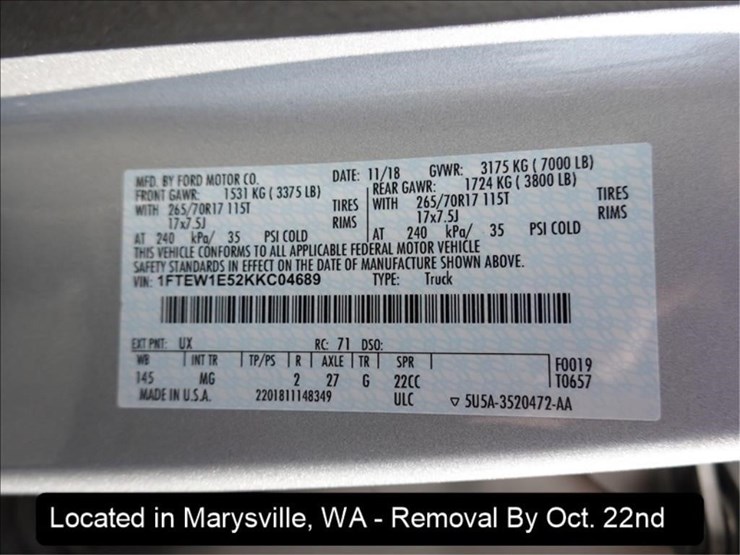 MFD. BY FORD MOTOR CO. DATE: 11/18 GVWR: 3175 KG ( 7000 LB)
FRONT GAWR: 1531 KG ( 3375 LB) REAR GAWR: 1724 KG ( 3800 LB)
WITH 265/70R17 115T TIRES WITH 265/70R17 115T TIRES
17x7.5J RIMS 17x7.5J RIMS
AT 240 kPa/ 35 PSI COLD AT 240 kPa/ 35 PSI COLD
THIS VEHICLE CONFORMS TO ALL APPLICABLE FEDERAL MOTOR VEHICLE
SAFETY STANDARDS IN EFFECT ON THE DATE OF MANUFACTURE SHOWN ABOVE.
VIN: 1FTEW1E52KKC04689 TYPE: Truck
EXT PNT: UX RC: 71 DSO:
WB INT TR TP/PS R AXLE TR SPR F0019
145 MG 2 27 G 22CC T0657
MADE IN U.S.A. 2201811148349 ULC ▽ 5U5A-3520472-AA
Located in Marysville, WA - Removal By Oct. 22nd